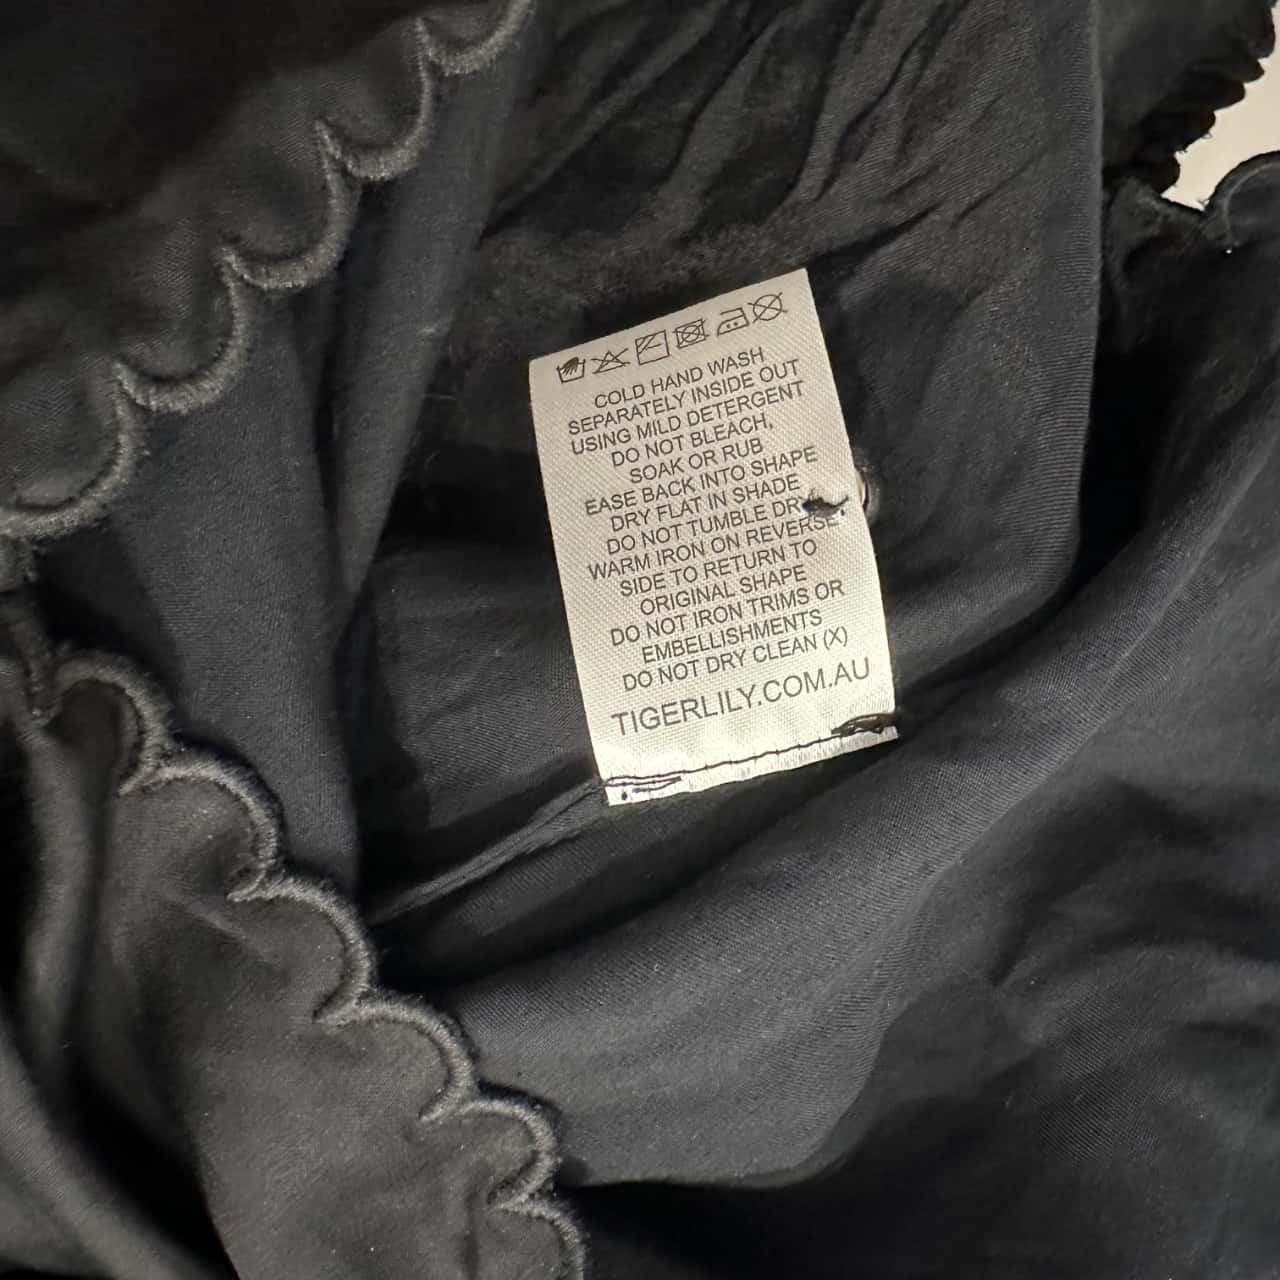 COLD HAND WASH
SEPARATELY INSIDE OUT
USING MILD DETERGENT
DO NOT BLEACH,
SOAK OR RUB
EASE BACK INTO SHAPE
DRY FLAT IN SHADE
DO NOT TUMBLE DRY
WARM IRON ON REVERSE
SIDE TO RETURN TO
ORIGINAL SHAPE
DO NOT IRON TRIMS OR
EMBELLISHMENTS
DO NOT DRY CLEAN (X)
TIGERLILY.COM.AU